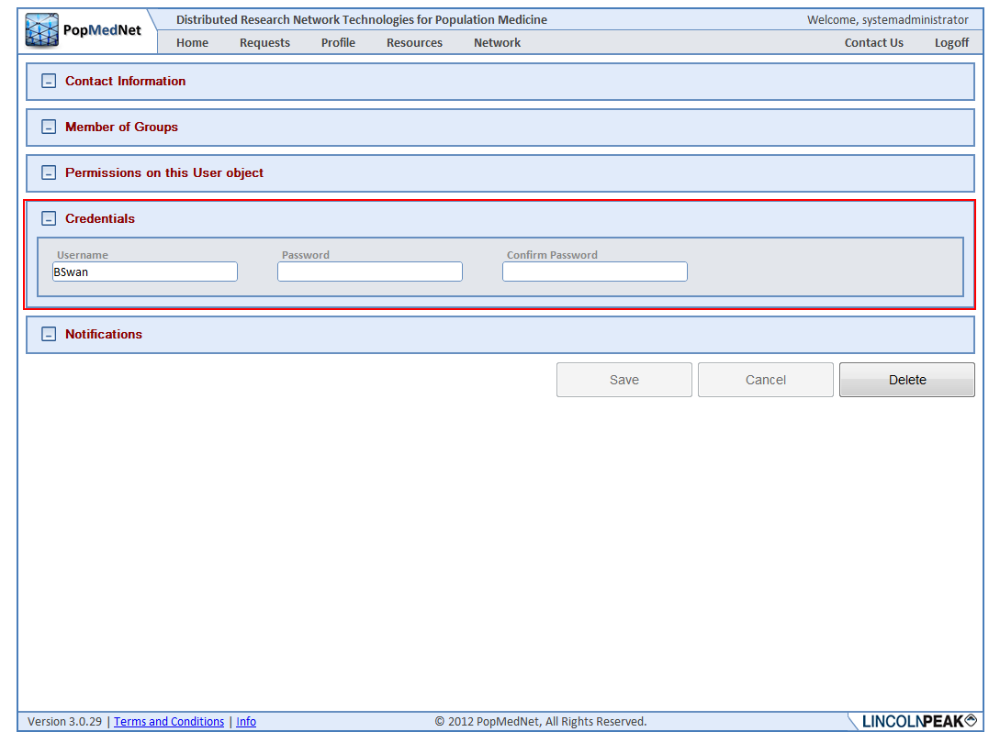 PopMedNet
Distributed Research Network Technologies for Population Medicine
Welcome, systemadministrator
Home Requests Profile Resources Network Contact Us Logoff
Contact Information
Member of Groups
Permissions on this User object
Credentials
Username Password Confirm Password
BSwan
Notifications
Save Cancel Delete
Version 3.0.29 | Terms and Conditions | Info © 2012 PopMedNet, All Rights Reserved. LINCOLNPEAK